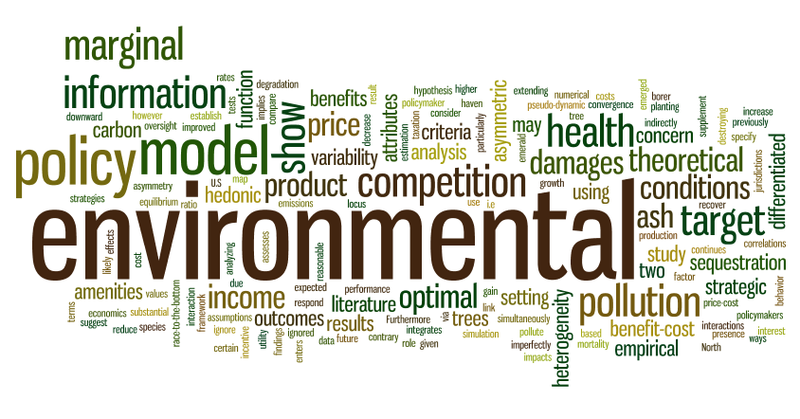 marginal
information
rates
tests
function
implies
degradation
compare
show
benefits
result
hypothesis
higher
policymaker
haven
consider
attributes
estimation
taxation
criteria
particularly
asymmetric
extending
numerical
costs
pseudo-dynamic
convergence
emerged
borer
planting
tree
indirectly
supplement
destroying
increase
previously
specify
jurisdictions
differentiated
downward
however
establish
carbon
oversight
improved
price
decrease
variability
analysis
emerald
may
health
concern
policy
model
damages
theoretical
strategies
asymmetry
u.s
map
hedonic
product
competition
growth
using
conditions
equilibrium
ratio
emissions
locus
use
i.e
environmental
ash
recover
target
production
correlations
likely
effects
cost
analyzing
assesses
reasonable
study
continues
two
factor
sequestration
behavior
amenities
values
race-to-the-bottom
interaction
framework
due
income
expected
respond
performance
literature
optimal
gain
link
setting
heterogeneity
pollution
strategic
price-cost
policymakers
terms
economics
substantial
suggest
reduce
species
assumptions
ignore
outcomes
results
Furthermore
integrates
via
trees
simultaneously
pollute
based
benefit-cost
interactions
presence
interest
ways
certain
incentive
utility
findings
ignored
enters
data
future
contrary
role
given
simulation
imperfectly
impacts
mortality
empirical
North